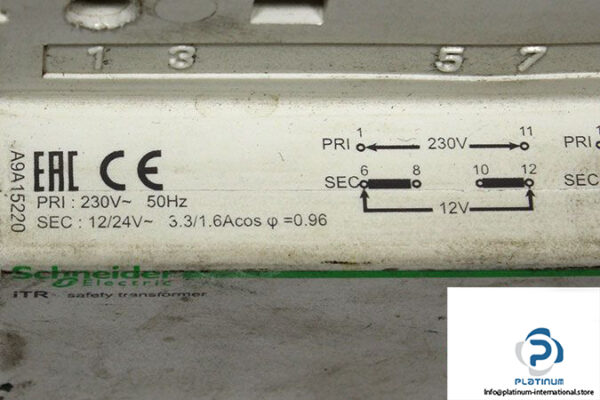 1 3 5 7
A9A15220
EAC CE
PRI : 230V~ 50Hz
SEC : 12/24V~ 3.3/1.6Acos φ =0.96
PRI 1 230V 11 PRI 1
SEC 6 8 10 12 SEC
12V
Schneider
Electric
iTR safety transformer
P
PLATINUM
Info@platinum-international.store